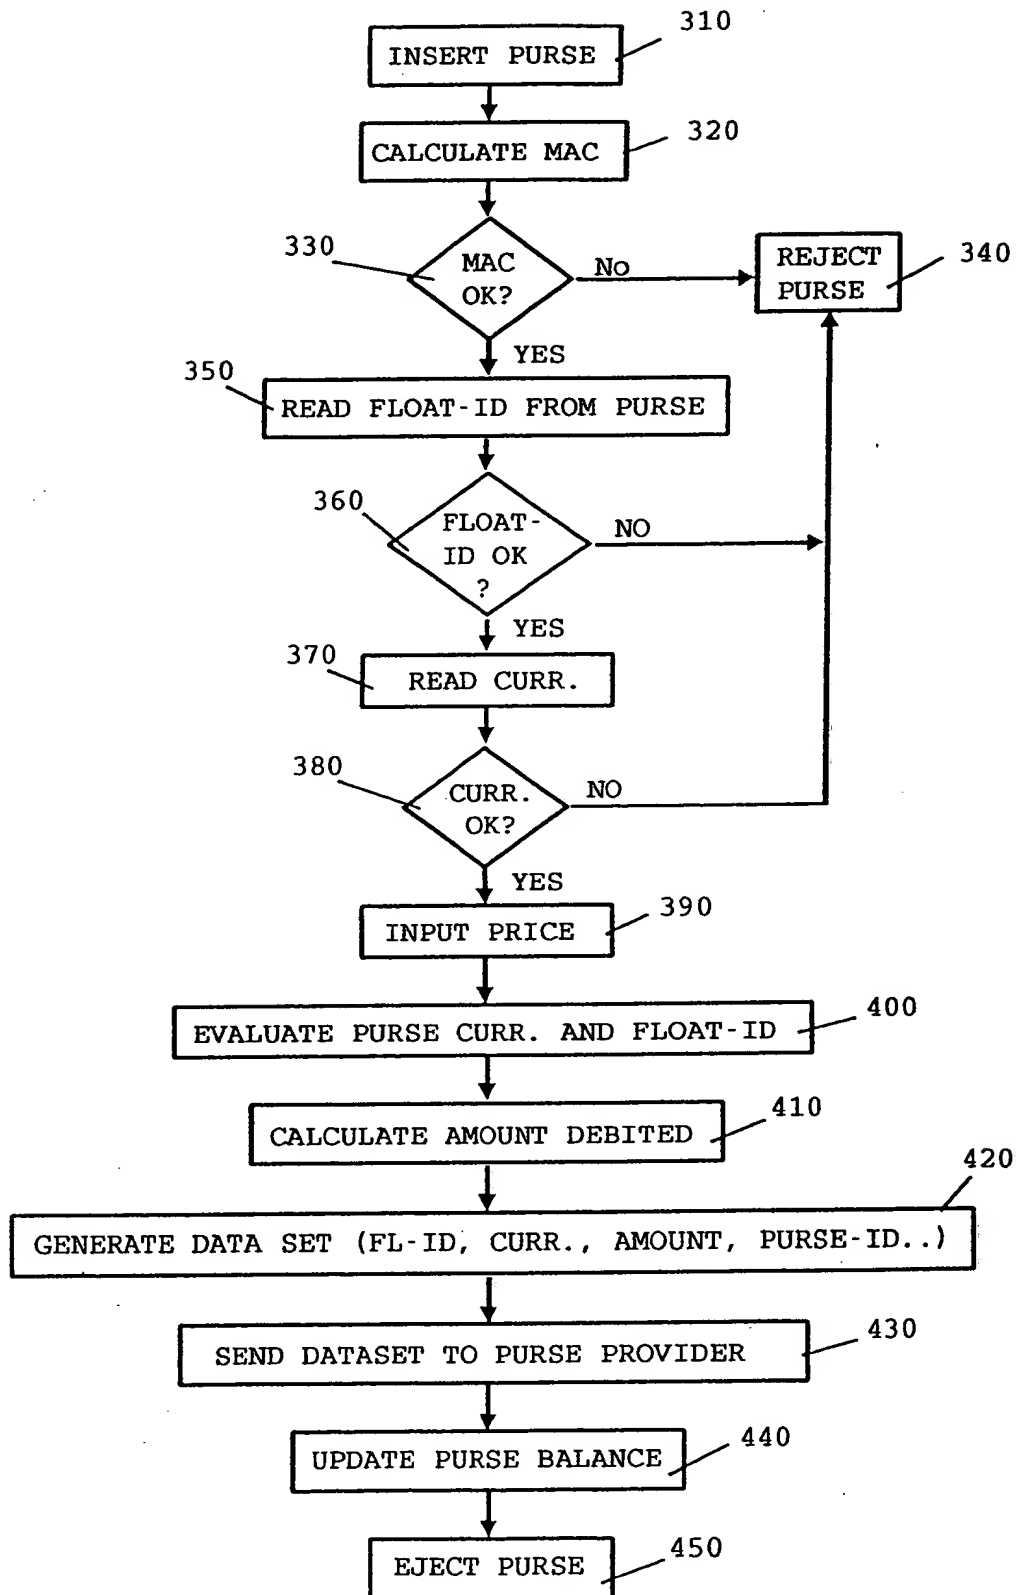 310
INSERT PURSE
320
CALCULATE MAC
330
MAC
OK?
No
REJECT
PURSE
340
YES
350
READ FLOAT-ID FROM PURSE
360
FLOAT-
ID OK
?
NO
YES
370
READ CURR.
380
CURR.
OK?
NO
YES
390
INPUT PRICE
400
EVALUATE PURSE CURR. AND FLOAT-ID
410
CALCULATE AMOUNT DEBITED
420
GENERATE DATA SET (FL-ID, CURR., AMOUNT, PURSE-ID..)
430
SEND DATASET TO PURSE PROVIDER
440
UPDATE PURSE BALANCE
450
EJECT PURSE